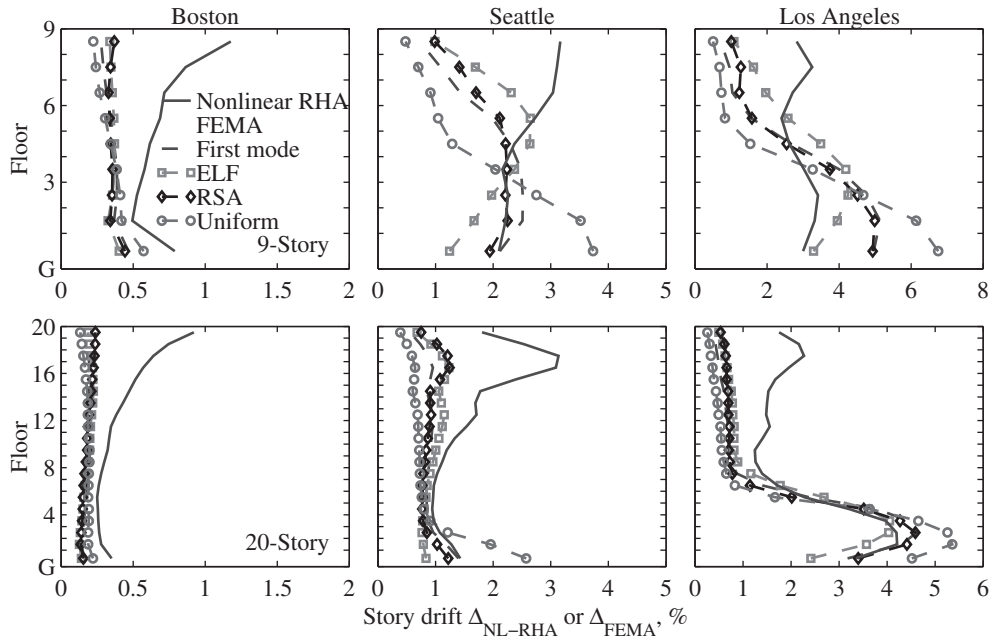 Boston
Seattle
Los Angeles
9
6
3
G
Floor
Nonlinear RHA
FEMA
First mode
ELF
RSA
Uniform
9-Story
0 0.5 1 1.5 2
0 1 2 3 4 5
0 2 4 6 8
20
16
12
8
4
G
Floor
20-Story
0 0.5 1 1.5 2
0 1 2 3 4 5
0 1 2 3 4 5 6
Story drift Δ_NL−RHA or Δ_FEMA, %